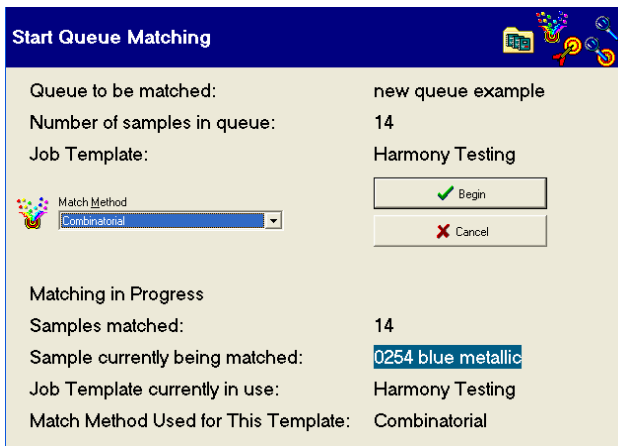 Start Queue Matching
Queue to be matched: new queue example
Number of samples in queue: 14
Job Template: Harmony Testing
Match Method
Combinatorial
Begin
Cancel
Matching in Progress
Samples matched: 14
Sample currently being matched: 0254 blue metallic
Job Template currently in use: Harmony Testing
Match Method Used for This Template: Combinatorial